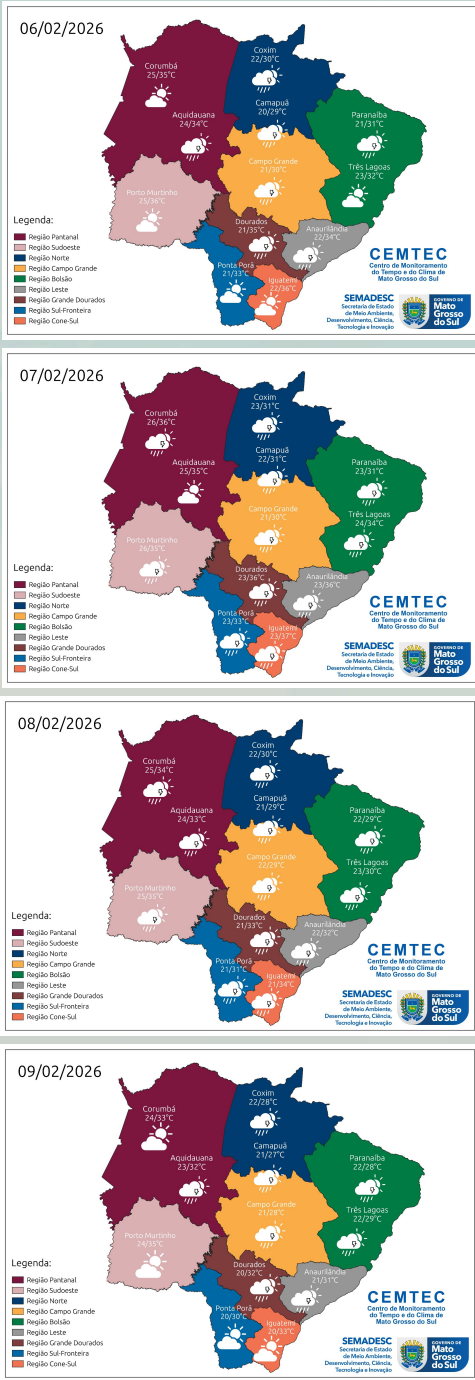 06/02/2026
Corumbá
25/35°C
Coxim
22/30°C
Aquidauana
24/34°C
Camapuã
20/29°C
Paranaíba
21/31°C
Três Lagoas
23/32°C
Campo Grande
21/30°C
Porto Murtinho
25/36°C
Dourados
21/35°C
Anaurilândia
22/34°C
Ponta Porã
21/33°C
Iguatemi
22/36°C
Legenda:
Região Pantanal
Região Sudoeste
Região Norte
Região Campo Grande
Região Bolsão
Região Leste
Região Grande Dourados
Região Sul-Fronteira
Região Cone-Sul
CEMTEC
Centro de Monitoramento
do Tempo e do Clima de
Mato Grosso do Sul
SEMADESC
Secretaria de Estado
de Meio Ambiente,
Desenvolvimento, Ciência,
Tecnologia e Inovação
GOVERNO DE
Mato
Grosso
do Sul
07/02/2026
Corumbá
26/36°C
Coxim
23/31°C
Aquidauana
25/35°C
Camapuã
22/31°C
Paranaíba
23/31°C
Três Lagoas
24/34°C
Campo Grande
21/30°C
Porto Murtinho
26/35°C
Dourados
23/36°C
Anaurilândia
23/36°C
Ponta Porã
23/33°C
Iguatemi
23/37°C
Legenda:
Região Pantanal
Região Sudoeste
Região Norte
Região Campo Grande
Região Bolsão
Região Leste
Região Grande Dourados
Região Sul-Fronteira
Região Cone-Sul
CEMTEC
Centro de Monitoramento
do Tempo e do Clima de
Mato Grosso do Sul
SEMADESC
Secretaria de Estado
de Meio Ambiente,
Desenvolvimento, Ciência,
Tecnologia e Inovação
GOVERNO DE
Mato
Grosso
do Sul
08/02/2026
Corumbá
25/34°C
Coxim
22/30°C
Aquidauana
24/33°C
Camapuã
21/29°C
Paranaíba
22/29°C
Três Lagoas
23/30°C
Campo Grande
22/29°C
Porto Murtinho
25/35°C
Dourados
21/33°C
Anaurilândia
22/32°C
Ponta Porã
21/31°C
Iguatemi
21/34°C
Legenda:
Região Pantanal
Região Sudoeste
Região Norte
Região Campo Grande
Região Bolsão
Região Leste
Região Grande Dourados
Região Sul-Fronteira
Região Cone-Sul
CEMTEC
Centro de Monitoramento
do Tempo e do Clima de
Mato Grosso do Sul
SEMADESC
Secretaria de Estado
de Meio Ambiente,
Desenvolvimento, Ciência,
Tecnologia e Inovação
GOVERNO DE
Mato
Grosso
do Sul
09/02/2026
Corumbá
24/33°C
Coxim
22/28°C
Aquidauana
23/32°C
Camapuã
21/27°C
Paranaíba
22/28°C
Três Lagoas
22/29°C
Campo Grande
21/28°C
Porto Murtinho
24/35°C
Dourados
20/32°C
Anaurilândia
21/31°C
Ponta Porã
20/30°C
Iguatemi
20/33°C
Legenda:
Região Pantanal
Região Sudoeste
Região Norte
Região Campo Grande
Região Bolsão
Região Leste
Região Grande Dourados
Região Sul-Fronteira
Região Cone-Sul
CEMTEC
Centro de Monitoramento
do Tempo e do Clima de
Mato Grosso do Sul
SEMADESC
Secretaria de Estado
de Meio Ambiente,
Desenvolvimento, Ciência,
Tecnologia e Inovação
GOVERNO DE
Mato
Grosso
do Sul